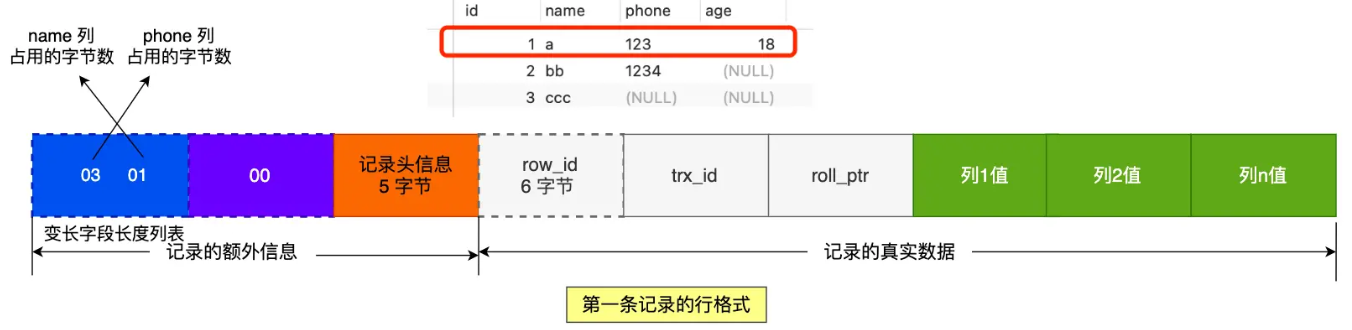 id name phone age
1 a 123 18
2 bb 1234 (NULL)
3 ccc (NULL) (NULL)
name 列
占用的字节数
phone 列
占用的字节数
03 01
00
记录头信息
5 字节
row_id
6 字节
trx_id
roll_ptr
列1值
列2值
列n值
变长字段长度列表
记录的额外信息
记录的真实数据
第一条记录的行格式